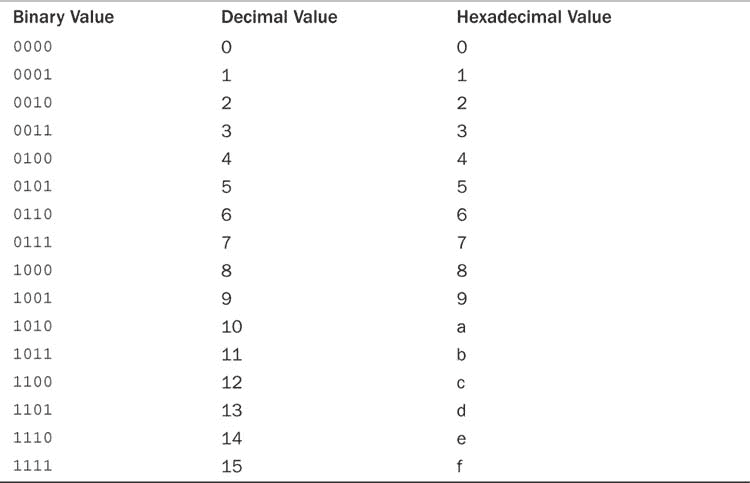 Binary Value Decimal Value Hexadecimal Value
0000 0 0
0001 1 1
0010 2 2
0011 3 3
0100 4 4
0101 5 5
0110 6 6
0111 7 7
1000 8 8
1001 9 9
1010 10 a
1011 11 b
1100 12 c
1101 13 d
1110 14 e
1111 15 f